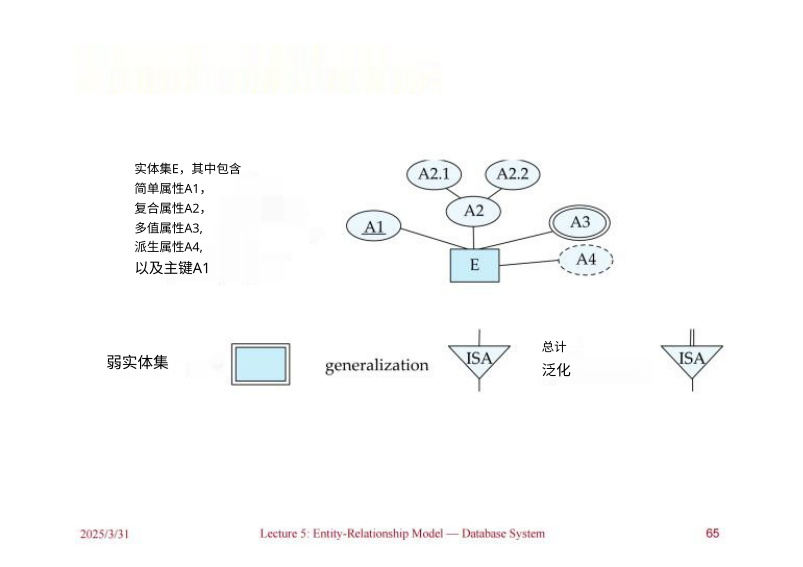 实体集E，其中包含
简单属性A1，
复合属性A2，
多值属性A3,
派生属性A4,
以及主键A1
A2.1
A2.2
A1
A2
A3
E
A4
弱实体集
generalization
ISA
总计
泛化
ISA
2025/3/31
Lecture 5: Entity-Relationship Model — Database System
65